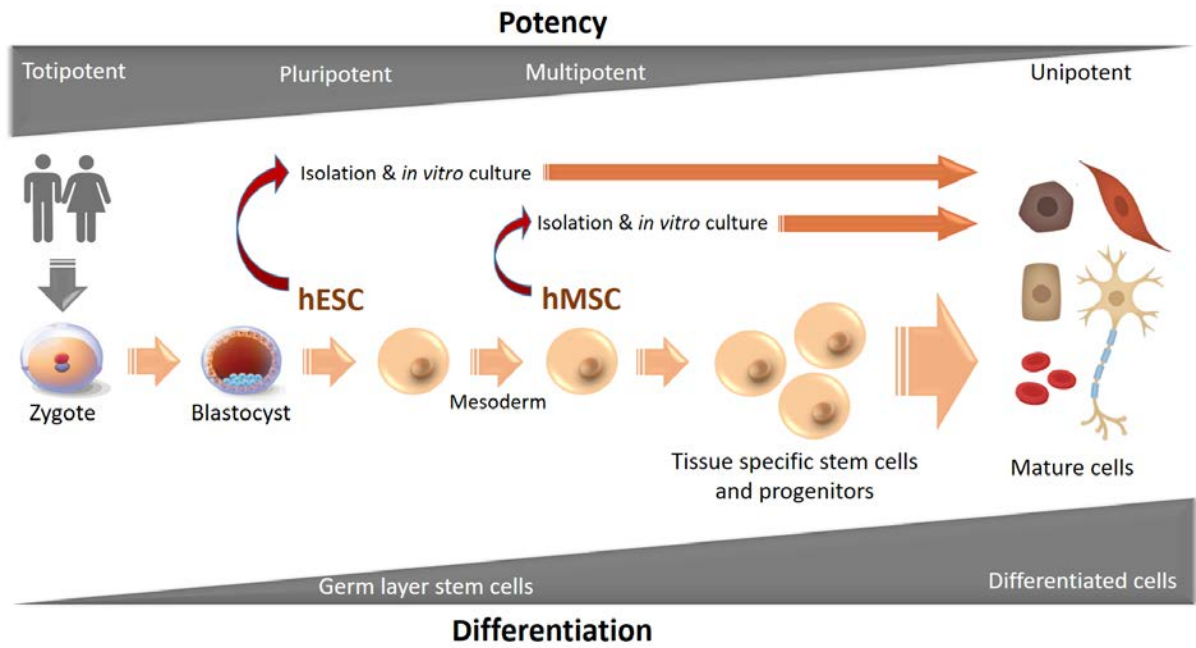 Potency
Totipotent
Pluripotent
Multipotent
Unipotent
Isolation & in vitro culture
Isolation & in vitro culture
hESC
hMSC
Zygote
Blastocyst
Mesoderm
Tissue specific stem cells
and progenitors
Mature cells
Germ layer stem cells
Differentiated cells
Differentiation